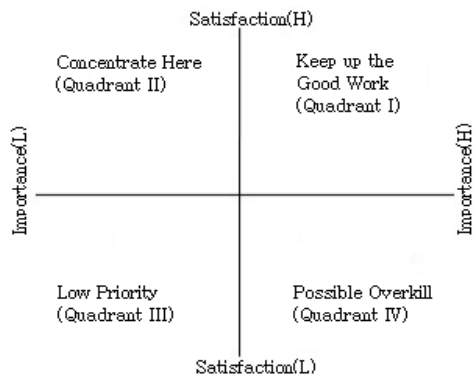 Satisfaction(H)
Concentrate Here
(Quadrant II)
Keep up the
Good Work
(Quadrant I)
Importance(L)
Importance(H)
Low Priority
(Quadrant III)
Possible Overkill
(Quadrant IV)
Satisfaction(L)